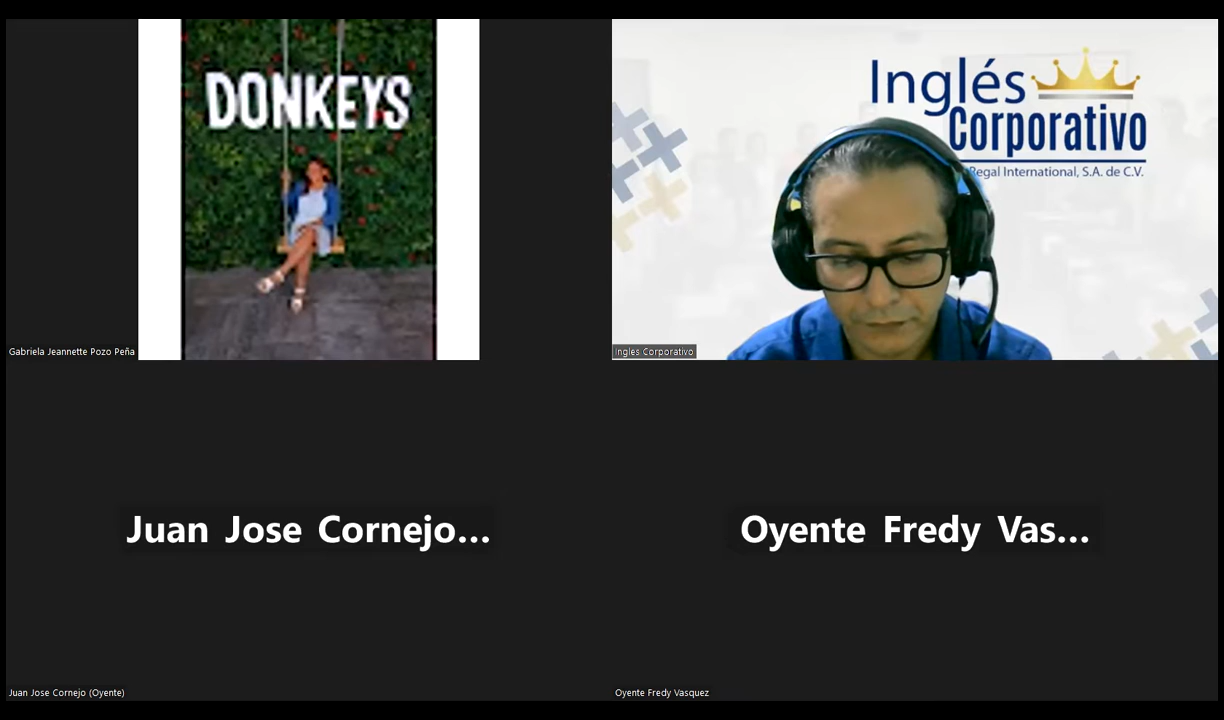 DONKEYS
Gabriela Jeannette Pozo Peña
Inglés
Corporativo
Regal International, S.A. de C.V.
Inglés Corporativo
Juan Jose Cornejo...
Oyente Fredy Vas...
Juan Jose Cornejo (Oyente)
Oyente Fredy Vasquez